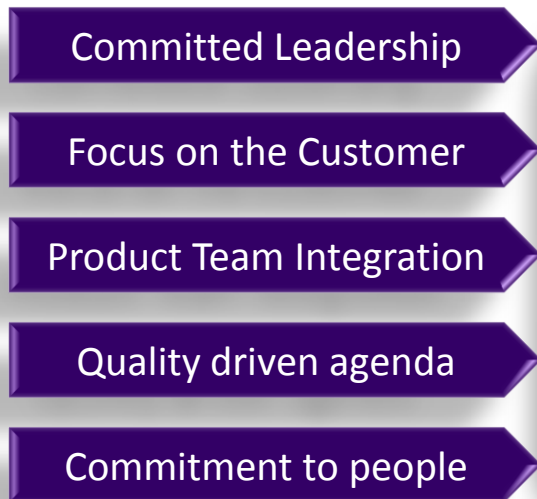 Committed Leadership
Focus on the Customer
Product Team Integration
Quality driven agenda
Commitment to people